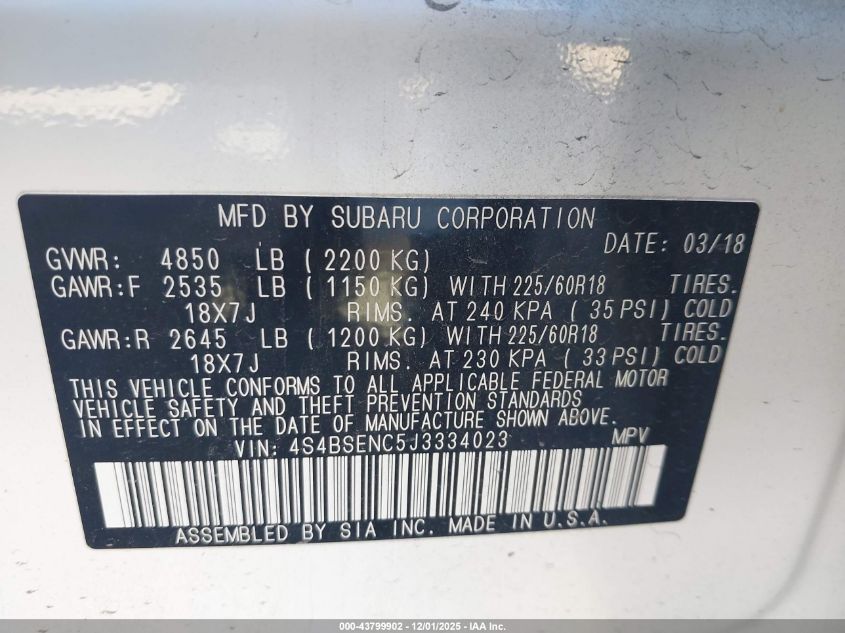 MFD BY SUBARU CORPORATION
DATE: 03/18
GVWR: 4850 LB ( 2200 KG)
GAWR:F 2535 LB ( 1150 KG) WITH 225/60R18 TIRES.
18X7J RIMS. AT 240 KPA ( 35 PSI) COLD
GAWR:R 2645 LB ( 1200 KG) WITH 225/60R18 TIRES.
18X7J RIMS. AT 230 KPA ( 33 PSI) COLD
THIS VEHICLE CONFORMS TO ALL APPLICABLE FEDERAL MOTOR
VEHICLE SAFETY AND THEFT PREVENTION STANDARDS
IN EFFECT ON THE DATE OF MANUFACTURE SHOWN ABOVE.
VIN: 4S4BSENC5J3334023 MPV
ASSEMBLED BY SIA INC. MADE IN U.S.A.
000-43799902 - 12/01/2025 - IAA Inc.